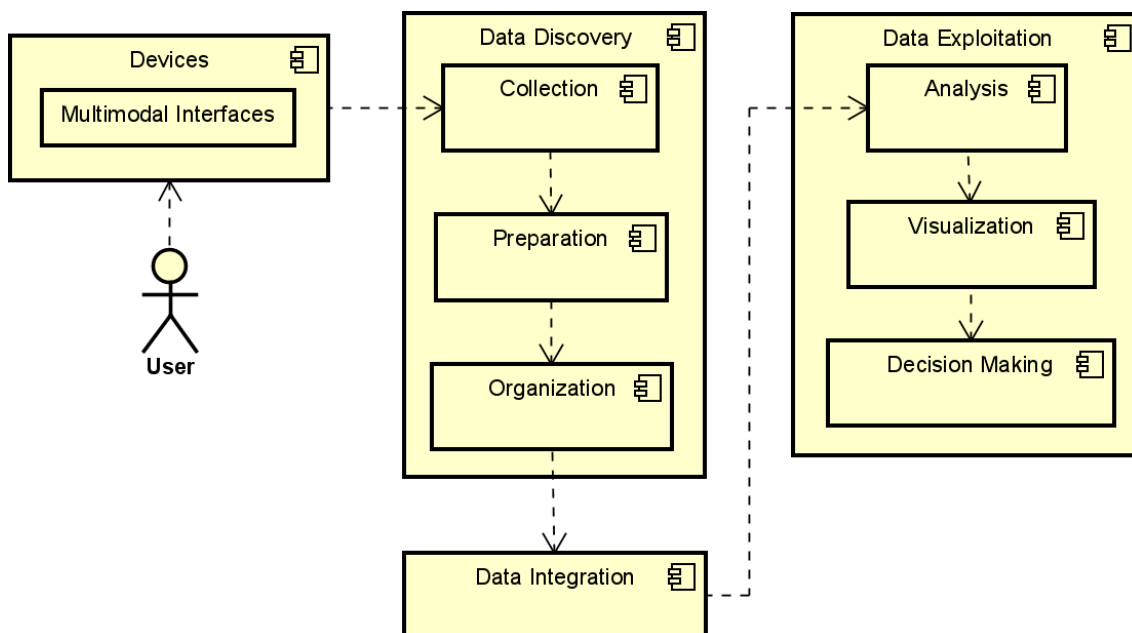 Devices
Multimodal Interfaces
User
Data Discovery
Collection
Preparation
Organization
Data Integration
Data Exploitation
Analysis
Visualization
Decision Making